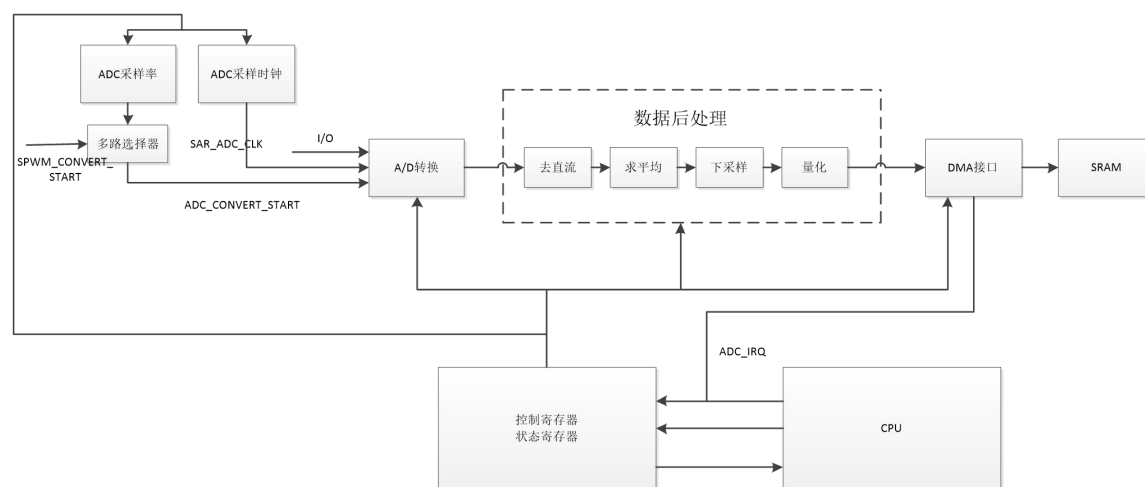 ADC采样率
ADC采样时钟
数据后处理
多路选择器
SPWM_CONVERT_
START
SAR_ADC_CLK
I/O
A/D转换
去直流
求平均
下采样
量化
DMA接口
SRAM
ADC_CONVERT_START
ADC_IRQ
控制寄存器
状态寄存器
CPU